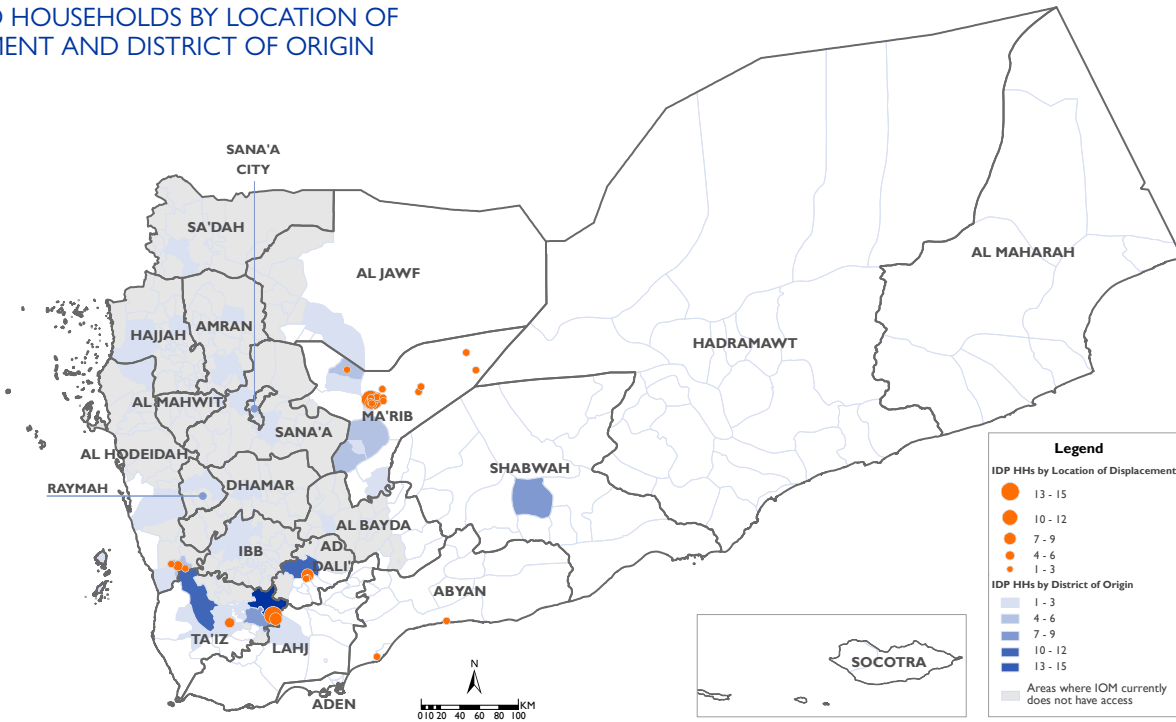 HOUSEHOLDS BY LOCATION OF
AND DISTRICT OF ORIGIN
SANA'A
CITY
SA'DAH
AL JAWF
AL MAHARAH
HAJJAH
AMRAN
HADRAMAWT
AL MAHWIT
MA'RIB
SANA'A
AL HODEIDAH
SHABWAH
RAYMAH
DHAMAR
AL BAYDA
IBB
AD
DALI'
ABYAN
TA'IZ
LAHJ
SOCOTRA
ADEN
N
0 10 20 40 60 80 100 KM
Legend
IDP HHs by Location of Displacement
13 - 15
10 - 12
7 - 9
4 - 6
1 - 3
IDP HHs by District of Origin
1 - 3
4 - 6
7 - 9
10 - 12
13 - 15
Areas where IOM currently
does not have access